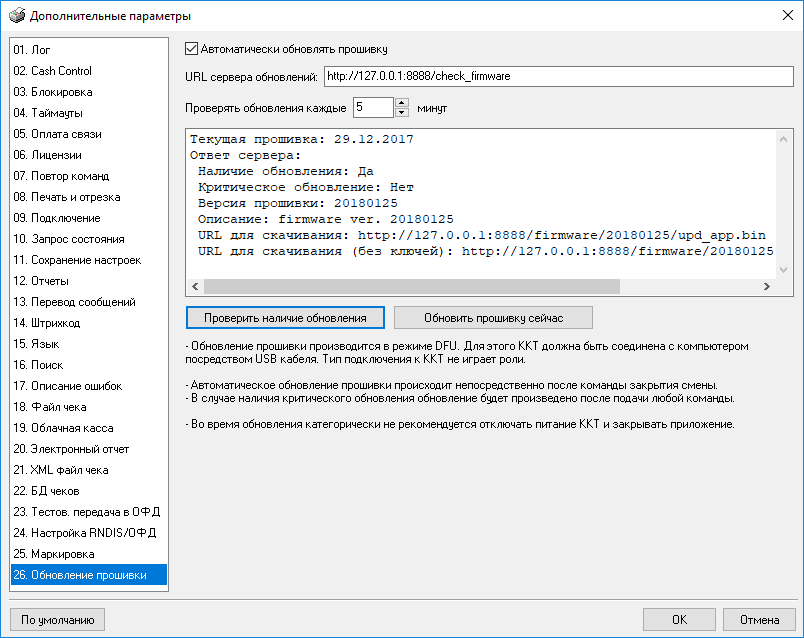 Дополнительные параметры
01. Лог
02. Cash Control
03. Блокировка
04. Таймауты
05. Оплата связи
06. Лицензии
07. Повтор команд
08. Печать и отрезка
09. Подключение
10. Запрос состояния
11. Сохранение настроек
12. Отчеты
13. Перевод сообщений
14. Штрихкод
15. Язык
16. Поиск
17. Описание ошибок
18. Файл чека
19. Облачная касса
20. Электронный отчет
21. XML файл чека
22. БД чеков
23. Тестов. передача в ОФД
24. Настройка RNDIS/ОФД
25. Маркировка
26. Обновление прошивки
Автоматически обновлять прошивку
URL сервера обновлений: http://127.0.0.1:8888/check_firmware
Проверять обновления каждые 5 минут
Текущая прошивка: 29.12.2017
Ответ сервера:
Наличие обновления: Да
Критическое обновление: Нет
Версия прошивки: 20180125
Описание: firmware ver. 20180125
URL для скачивания: http://127.0.0.1:8888/firmware/20180125/upd_app.bin
URL для скачивания (без ключей): http://127.0.0.1:8888/firmware/20180125
Проверить наличие обновления
Обновить прошивку сейчас
- Обновление прошивки производится в режиме DFU. Для этого ККТ должна быть соединена с компьютером
посредством USB кабеля. Тип подключения к ККТ не играет роли.
- Автоматическое обновление прошивки происходит непосредственно после команды закрытия смены.
- В случае наличия критического обновления обновление будет произведено после подачи любой команды.
- Во время обновления категорически не рекомендуется отключать питание ККТ и закрывать приложение.
По умолчанию
OK
Отмена